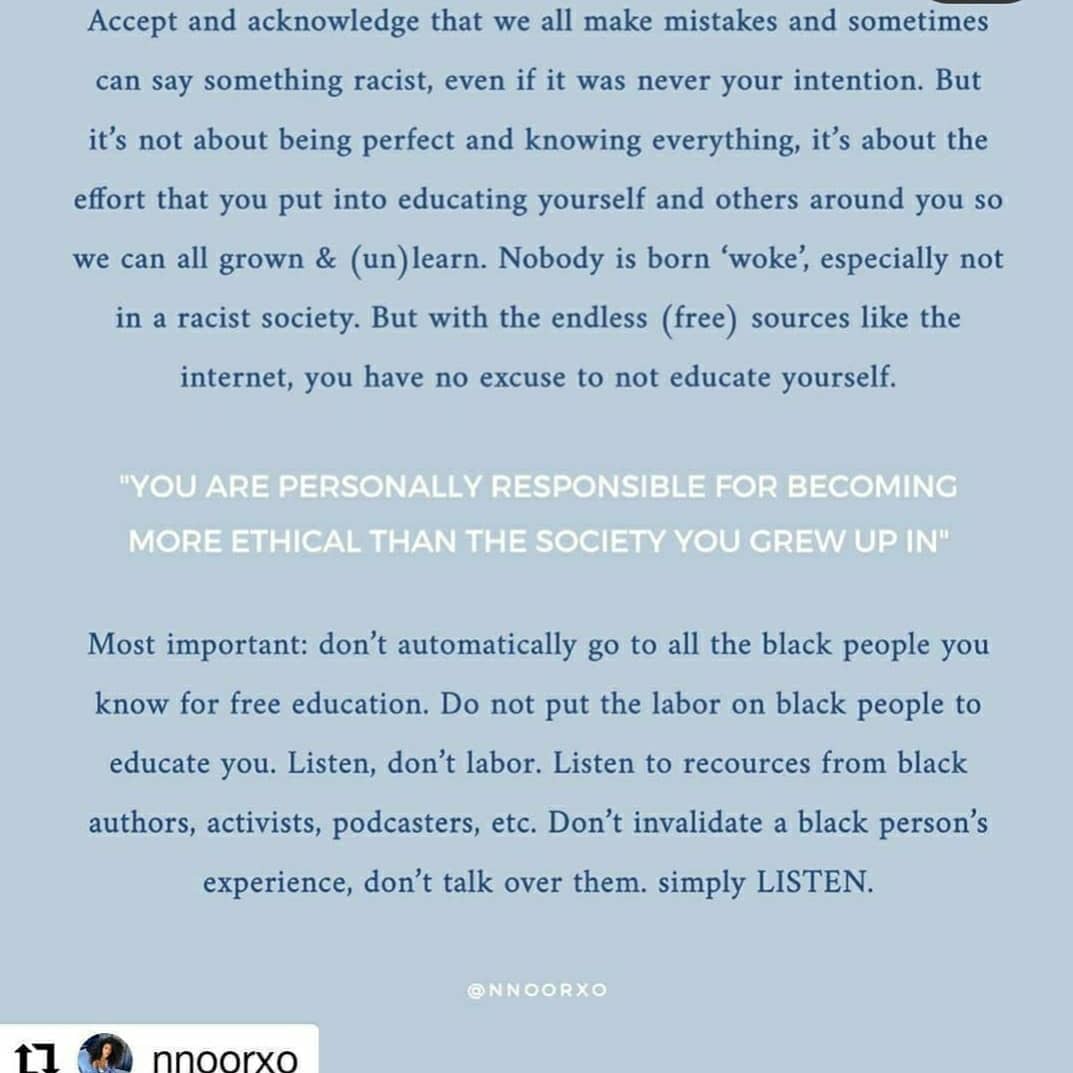 Accept and acknowledge that we all make mistakes and sometimes
can say something racist, even if it was never your intention. But
it’s not about being perfect and knowing everything, it’s about the
effort that you put into educating yourself and others around you so
we can all grown & (un)learn. Nobody is born ‘woke’, especially not
in a racist society. But with the endless (free) sources like the
internet, you have no excuse to not educate yourself.
"YOU ARE PERSONALLY RESPONSIBLE FOR BECOMING
MORE ETHICAL THAN THE SOCIETY YOU GREW UP IN"
Most important: don’t automatically go to all the black people you
know for free education. Do not put the labor on black people to
educate you. Listen, don’t labor. Listen to recources from black
authors, activists, podcasters, etc. Don’t invalidate a black person’s
experience, don’t talk over them. simply LISTEN.
@NNOORXO
nnoorxo